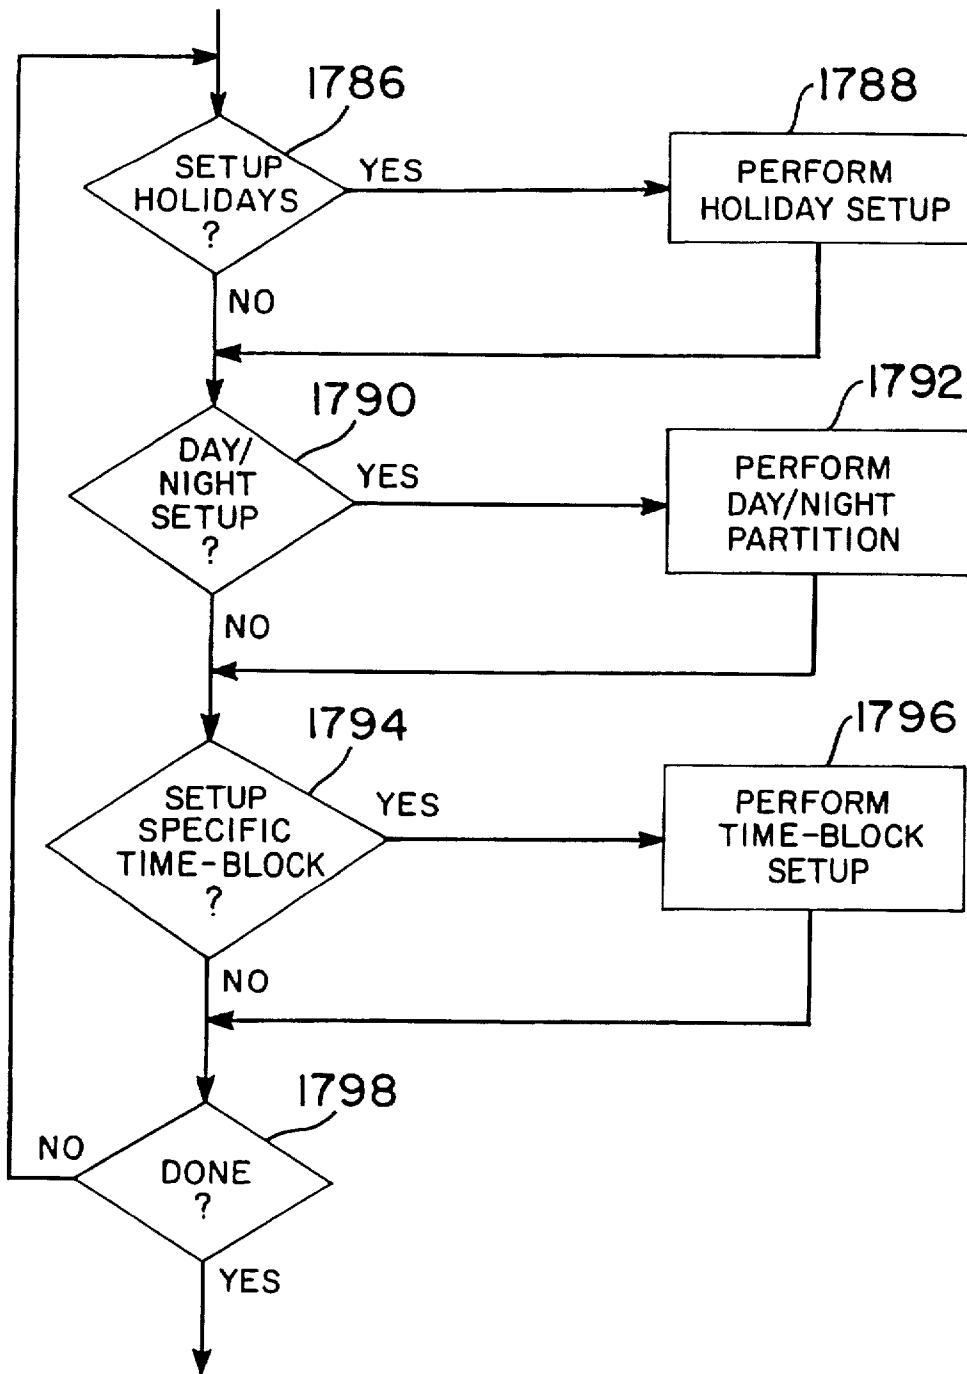 1786
SETUP
HOLIDAYS
?
YES
NO
1788
PERFORM
HOLIDAY SETUP
1790
DAY/
NIGHT
SETUP
?
YES
NO
1792
PERFORM
DAY/NIGHT
PARTITION
1794
SETUP
SPECIFIC
TIME-BLOCK
?
YES
NO
1796
PERFORM
TIME-BLOCK
SETUP
1798
DONE
?
NO
YES